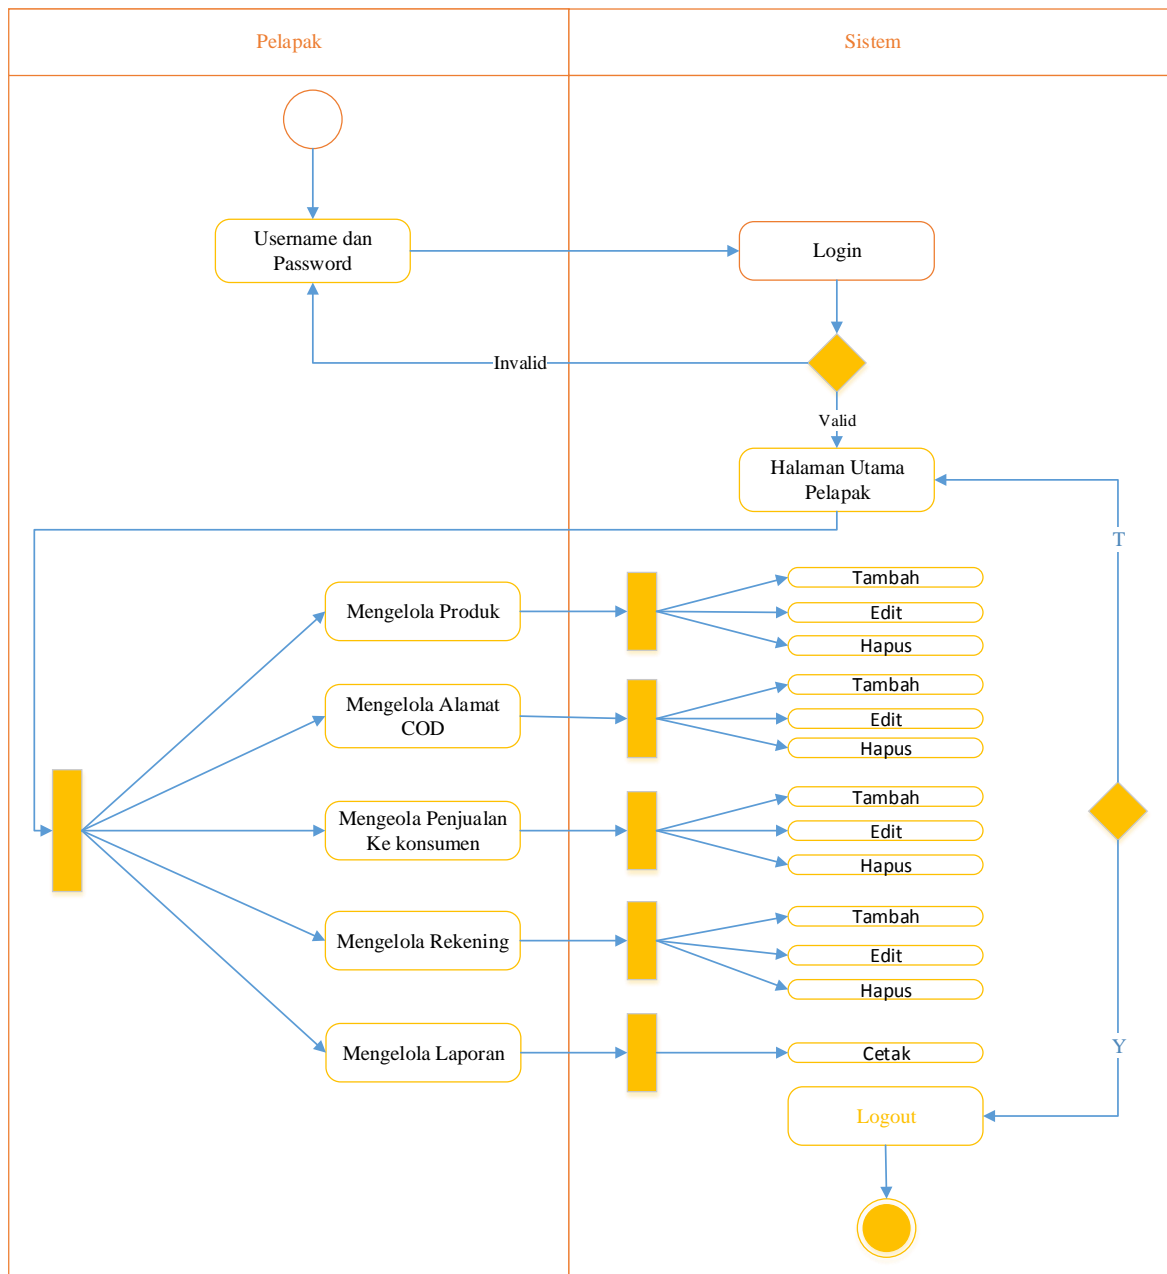 Pelapak
Sistem
Username dan
Password
Login
Invalid
Valid
Halaman Utama
Pelapak
T
Mengelola Produk
Tambah
Edit
Hapus
Mengelola Alamat
COD
Tambah
Edit
Hapus
Mengeola Penjualan
Ke konsumen
Tambah
Edit
Hapus
Mengelola Rekening
Tambah
Edit
Hapus
Mengelola Laporan
Cetak
Y
Logout